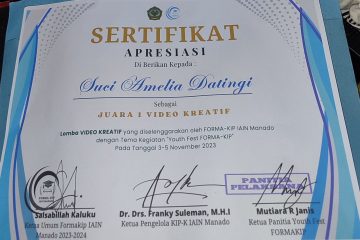 SERTIFIKAT
APRESIASI
Di Berikan Kepada :
Suci Amelia Datingi
Sebagai
JUARA I VIDEO KREATIF
Lomba VIDEO KREATIF yang diselenggarakan oleh FORMA-KIP IAIN Manado
dengan Tema Kegiatan "Youth Fest FORMA-KIP"
Pada Tanggal 3-5 November 2023
PANITIA
PELAKSANA
Salsabillah Kaluku
Ketua Umum Formakip IAIN
Manado 2023-2024
Dr. Drs. Franky Suleman, M.H.I
Ketua Pengelola KIP-K IAIN Manado
Mutiara R Janis
Ketua Panitia Youth Fest
FORMAKIP